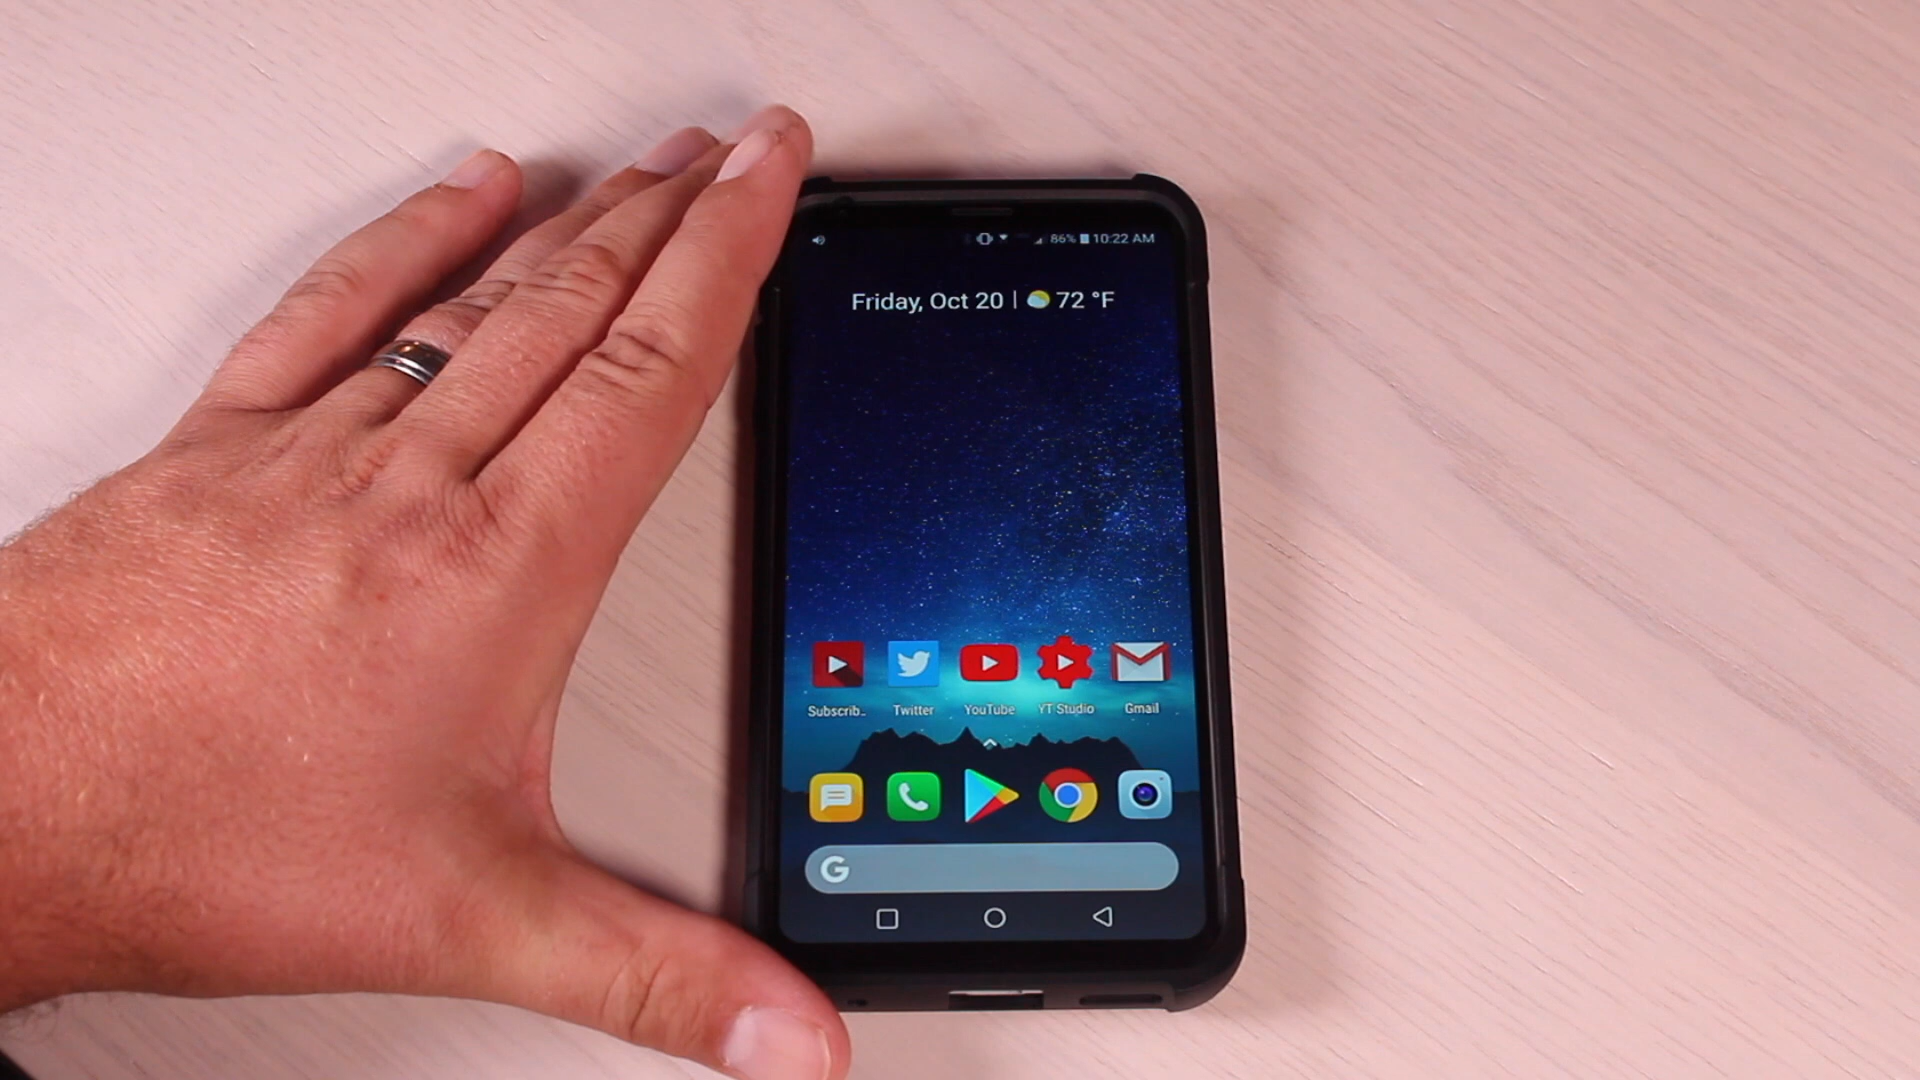 86% 10:22 AM
Friday, Oct 20 | 72 °F
Subscrib.. Twitter YouTube YT Studio Gmail
G